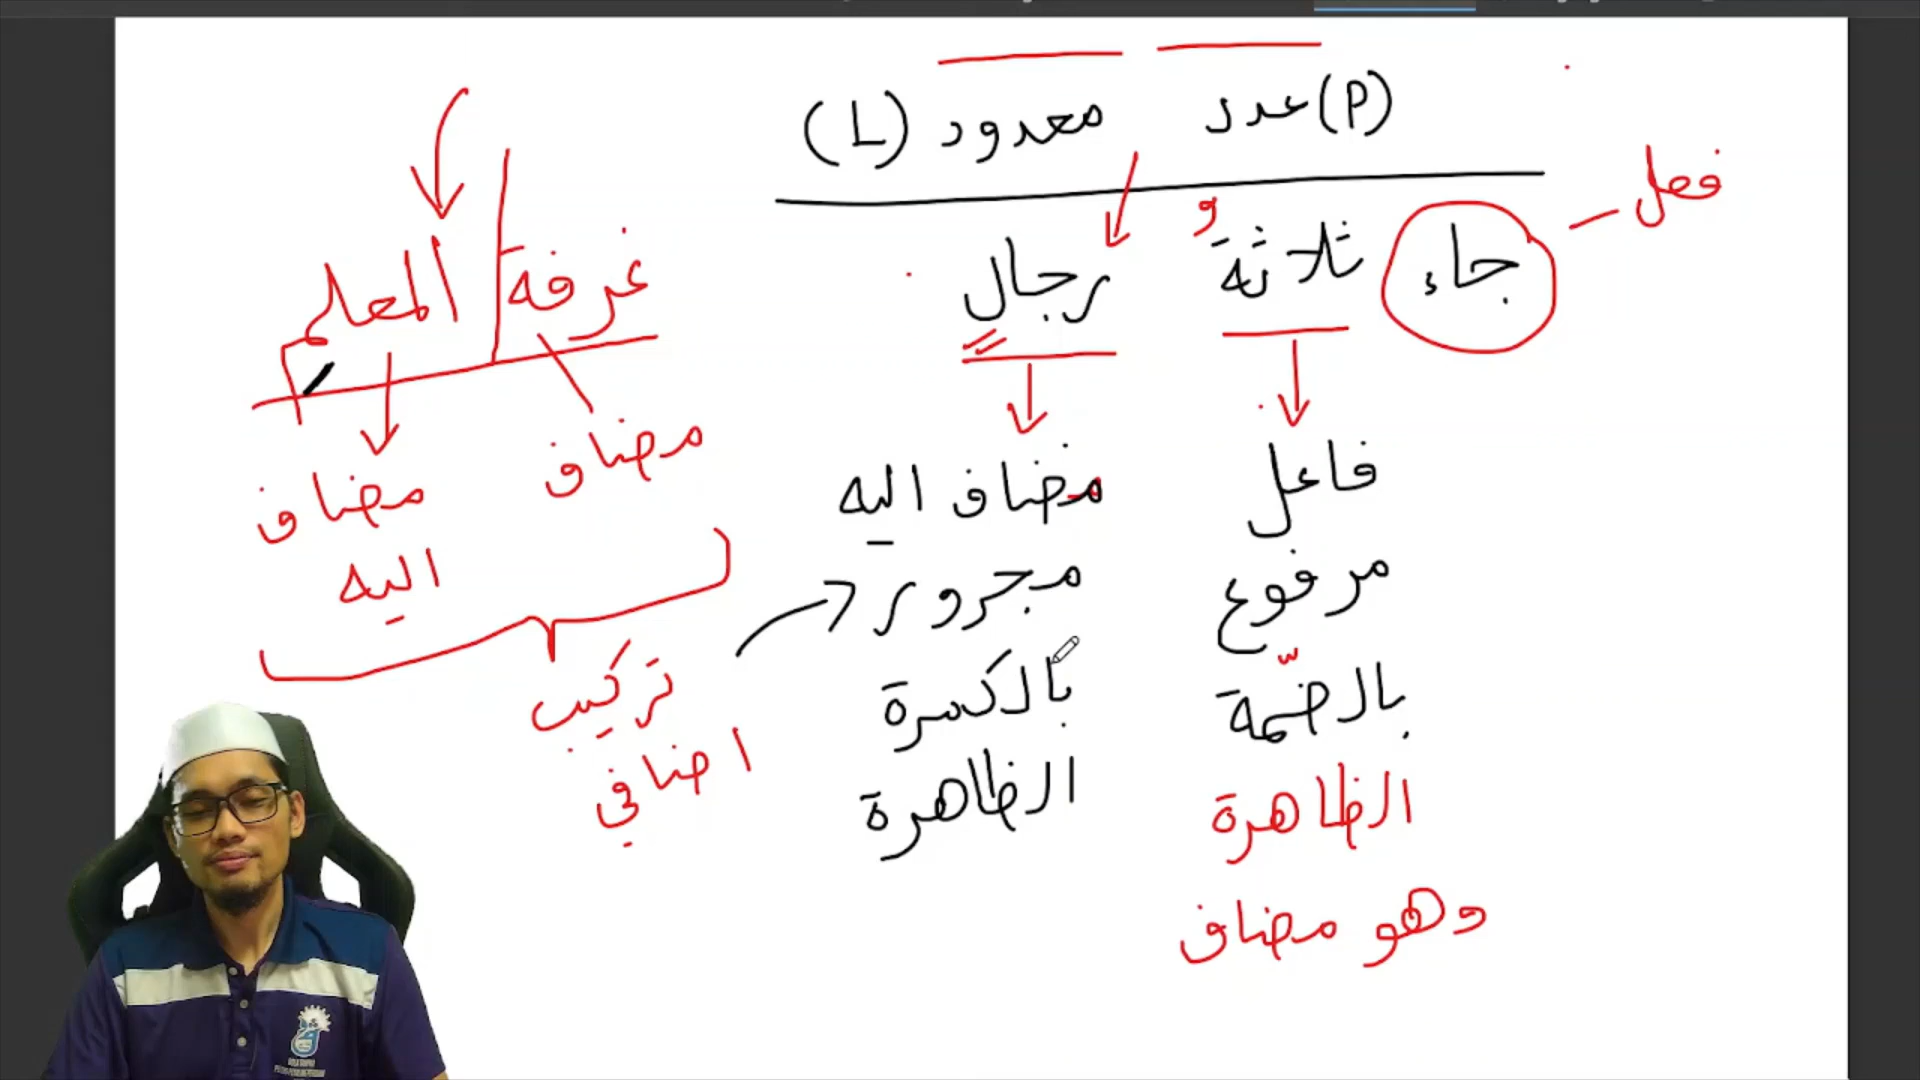 عدد (P) معدود (L)
جاء ثلاثة رجال
فعل
فاعل
مرفوع
بالضمّة
الظاهرة
وهو مضاف
مضاف اليه
مجرور
بالكسرة
الظاهرة
غرفة المعلم
مضاف
مضاف
اليه
تركيب
اضافي